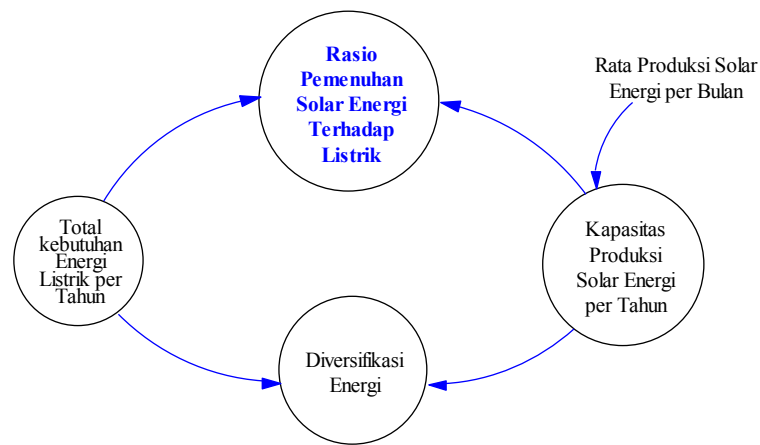 Rasio
Pemenuhan
Solar Energi
Terhadap
Listrik
Rata Produksi Solar
Energi per Bulan
Total
kebutuhan
Energi
Listrik per
Tahun
Kapasitas
Produksi
Solar Energi
per Tahun
Diversifikasi
Energi